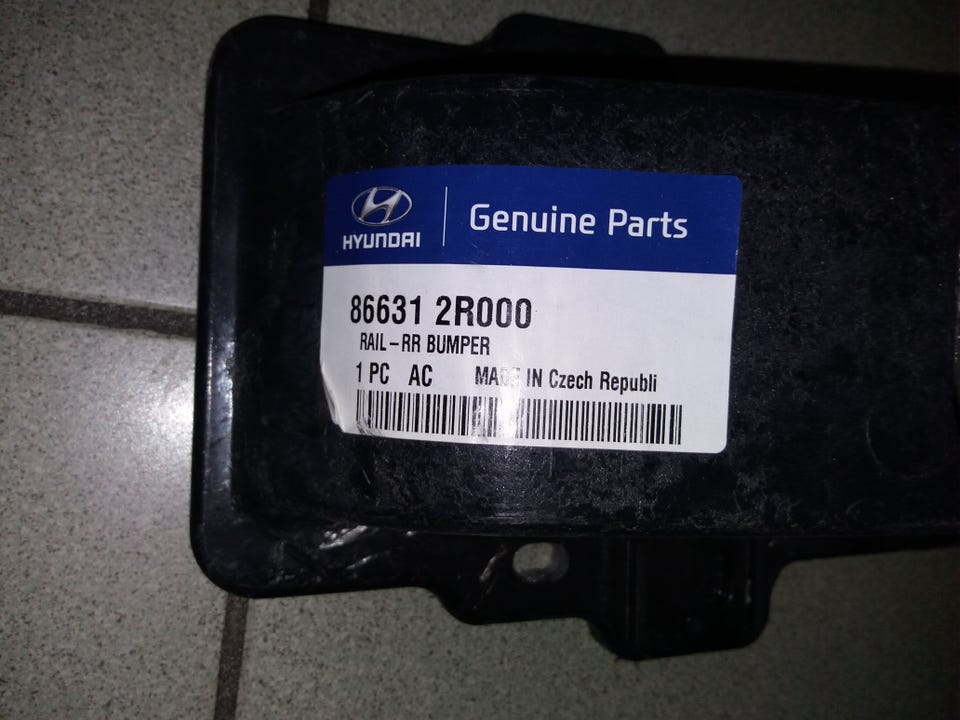 HYUNDAI
Genuine Parts
86631 2R000
RAIL-RR BUMPER
1 PC AC MADE IN Czech Republi